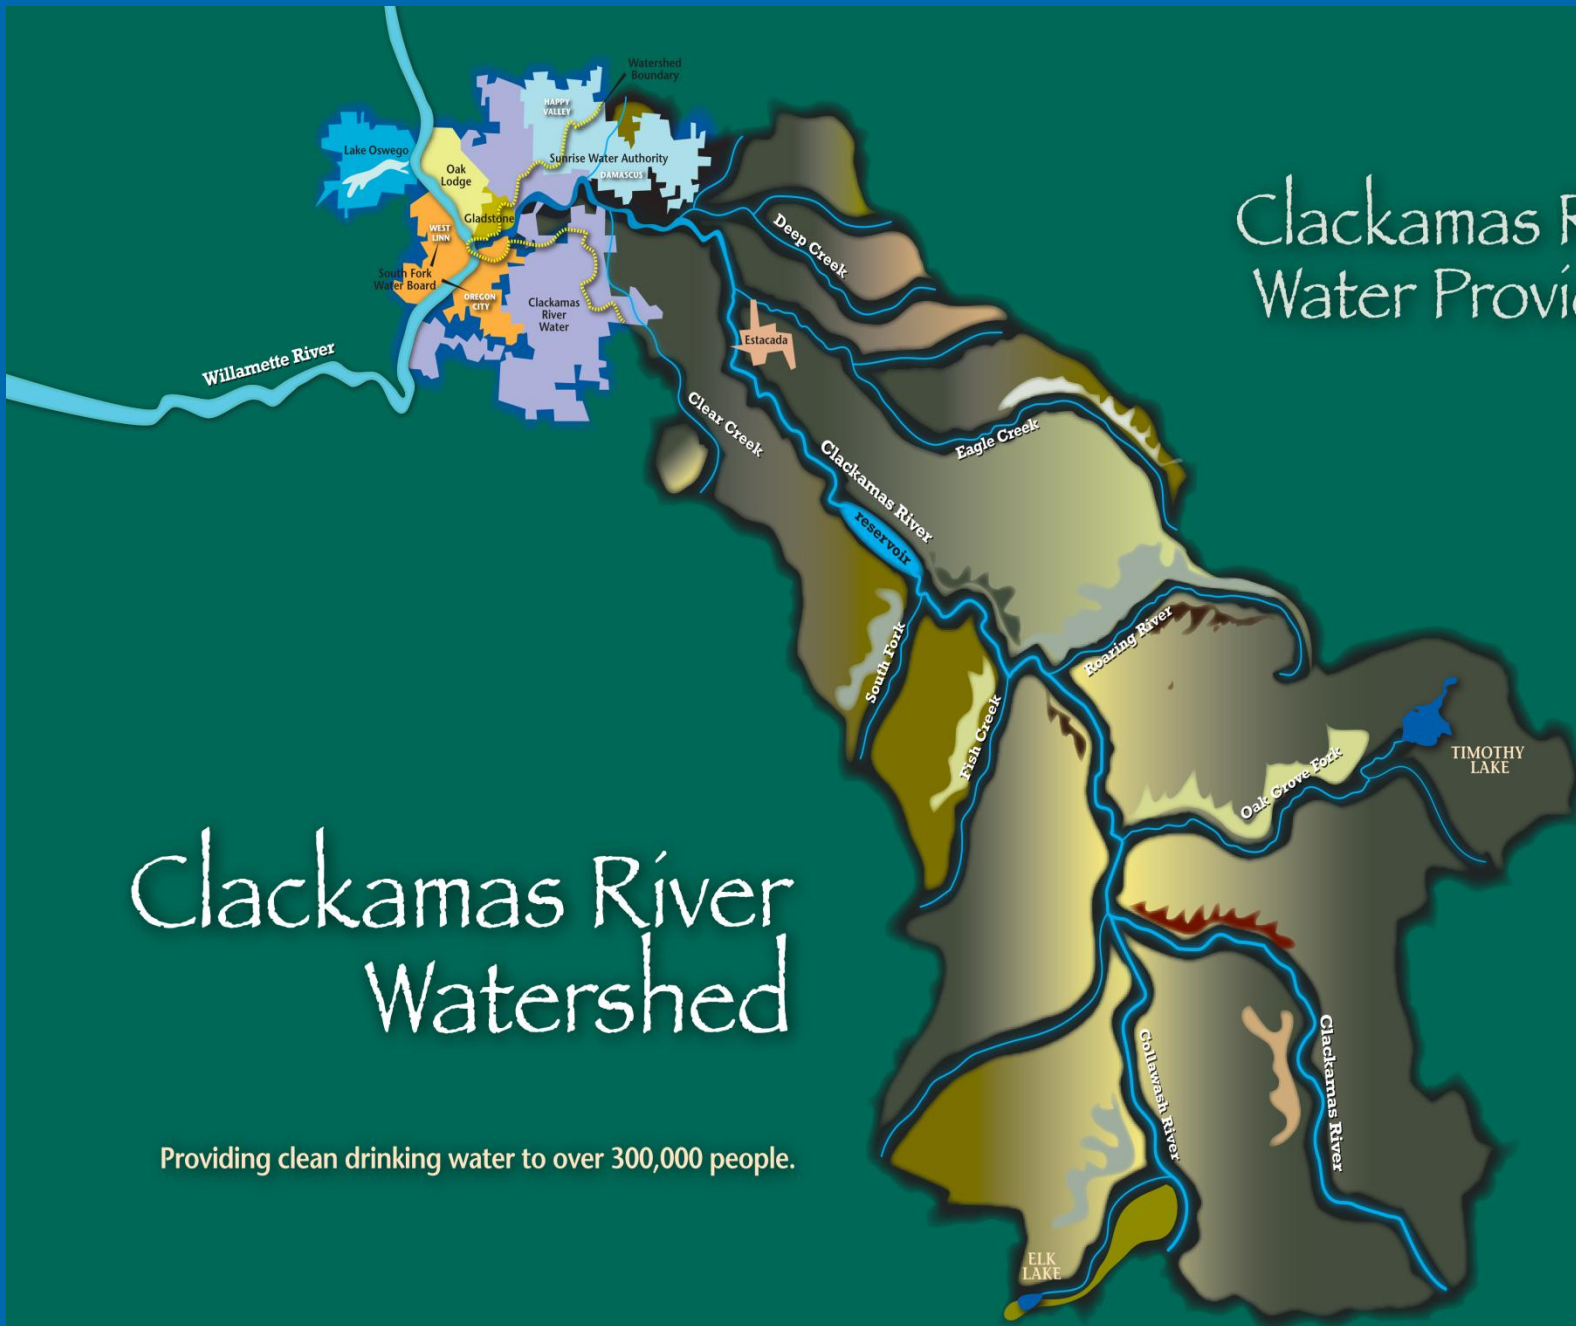 Watershed
Boundary
HAPPY
VALLEY
Lake Oswego
Oak
Lodge
Sunrise Water Authority
DAMASCUS
Gladstone
WEST
LINN
South Fork
Water Board
OREGON
CITY
Clackamas
River
Water
Willamette River
Deep Creek
Estacada
Clackamas R
Water Provi
Clear Creek
Eagle Creek
Clackamas River
reservoir
Roaring River
South Fork
Fish Creek
TIMOTHY
LAKE
Oak Grove Fork
Clackamas River
Watershed
Collawash River
Clackamas River
Providing clean drinking water to over 300,000 people.
ELK
LAKE